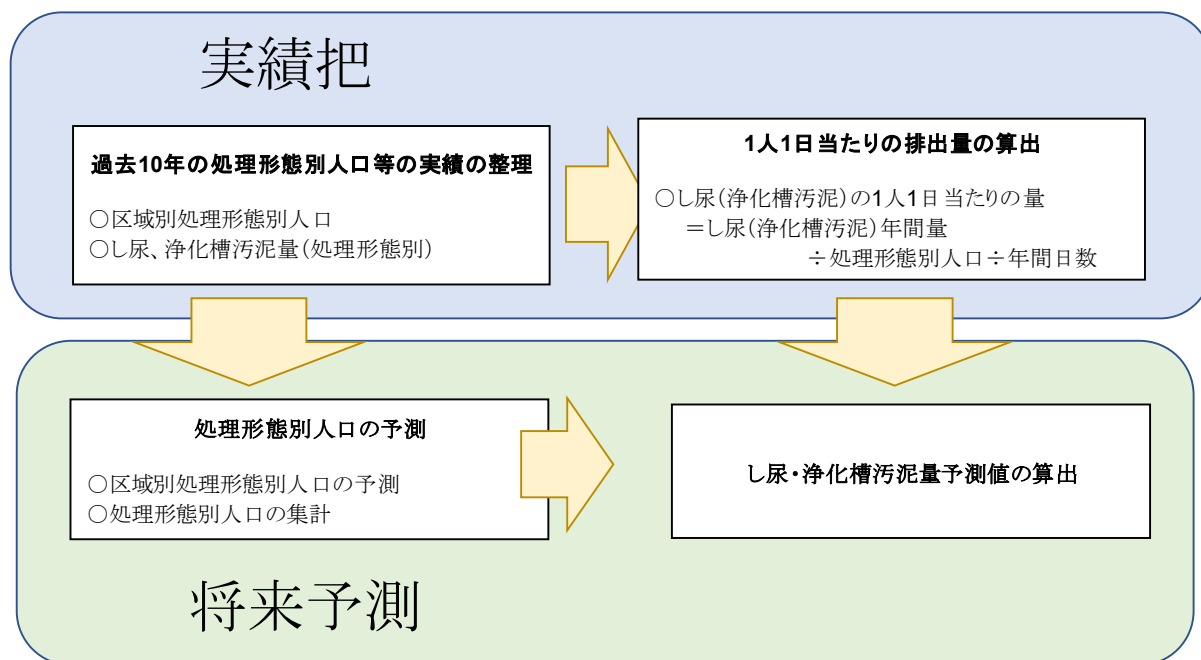 実績把
過去10年の処理形態別人口等の実績の整理
○区域別処理形態別人口
○し尿、浄化槽汚泥量(処理形態別)
1人1日当たりの排出量の算出
○し尿(浄化槽汚泥)の1人1日当たりの量
＝し尿(浄化槽汚泥)年間量
÷処理形態別人口÷年間日数
処理形態別人口の予測
○区域別処理形態別人口の予測
○処理形態別人口の集計
し尿・浄化槽汚泥量予測値の算出
将来予測